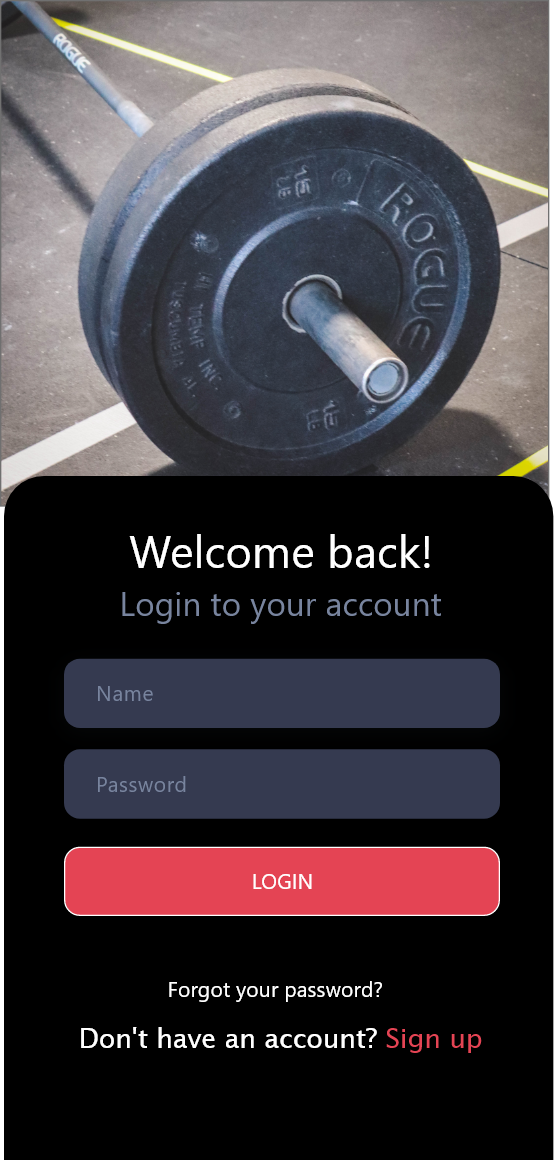 ROGUE
15
LB
ROGUE
15
LB
Welcome back!
Login to your account
Name
Password
LOGIN
Forgot your password?
Don't have an account? Sign up